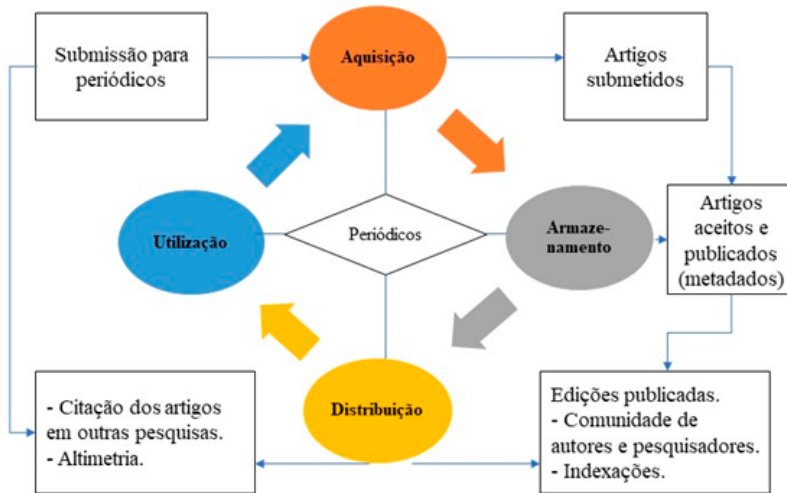 Submissão para
periódicos
Aquisição
Artigos
submetidos
Utilização
Periódicos
Armaze-
namento
Artigos
aceitos e
publicados
(metadados)
- Citação dos artigos
em outras pesquisas.
- Altimetria.
Distribuição
Edições publicadas.
- Comunidade de
autores e pesquisadores.
- Indexações.